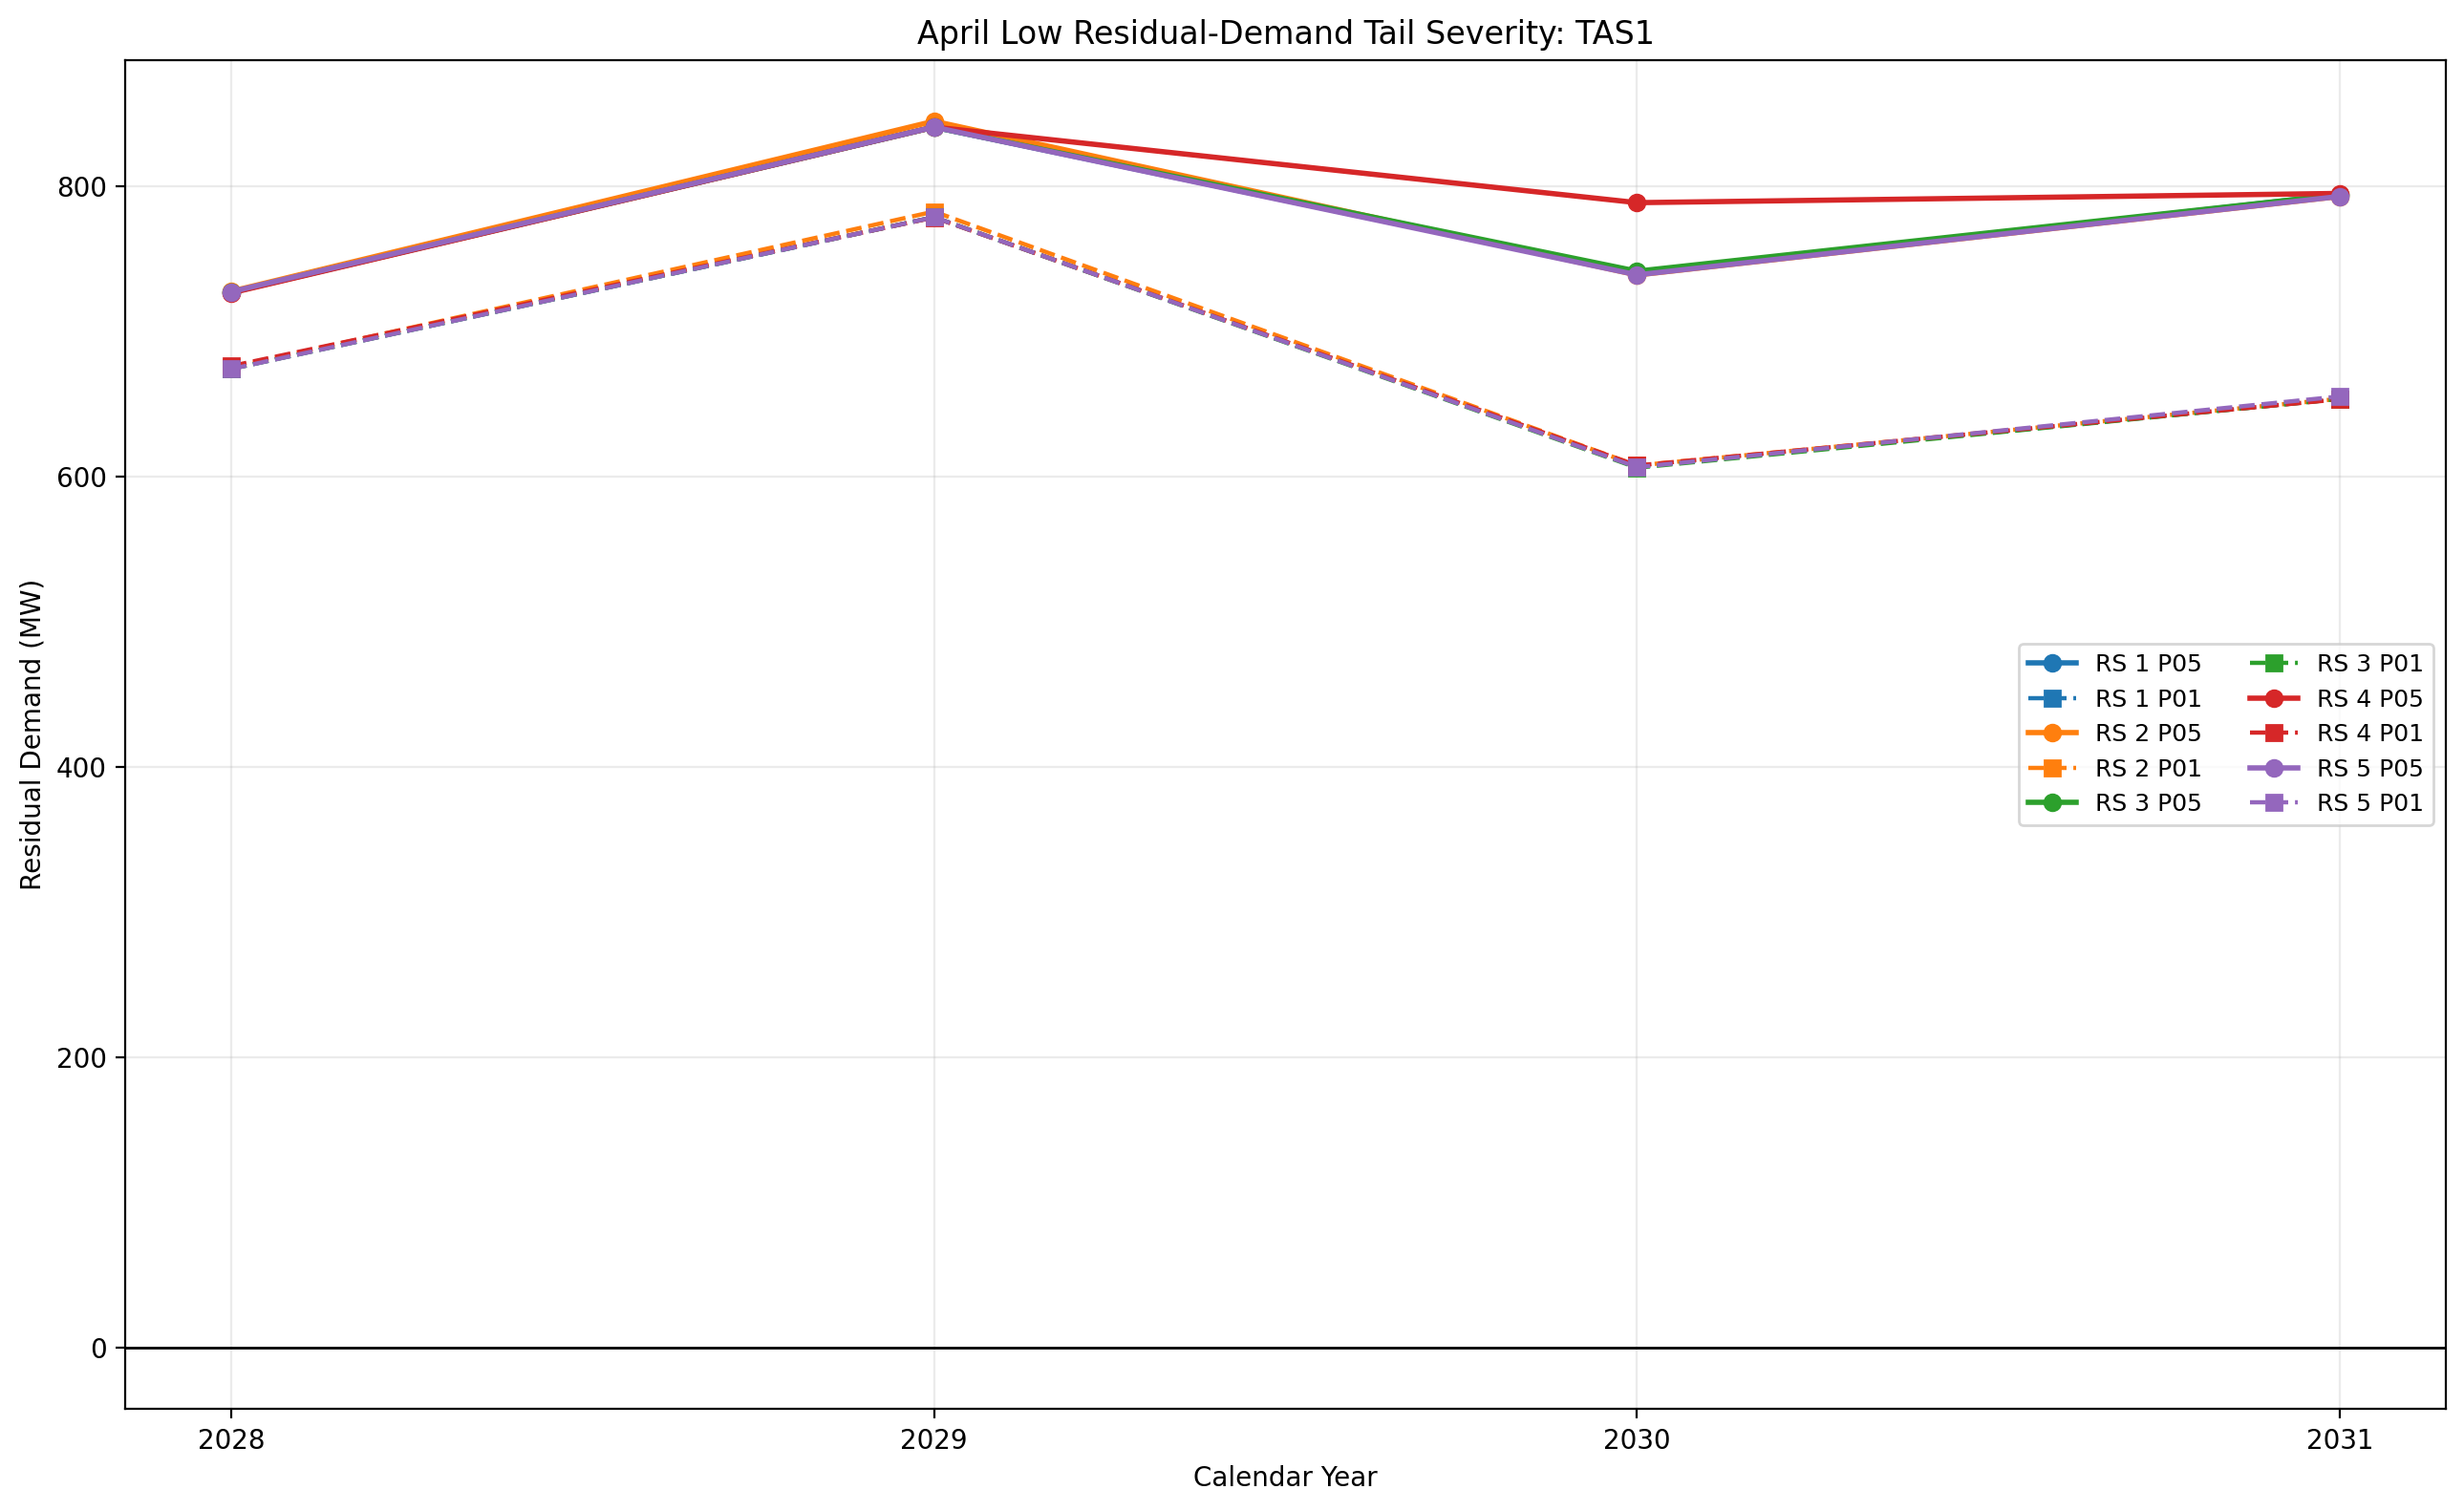 April Low Residual-Demand Tail Severity: TAS1
Residual Demand (MW)
800
600
400
200
0
RS 1 P05
RS 1 P01
RS 2 P05
RS 2 P01
RS 3 P05
RS 3 P01
RS 4 P05
RS 4 P01
RS 5 P05
RS 5 P01
2028
2029
2030
2031
Calendar Year